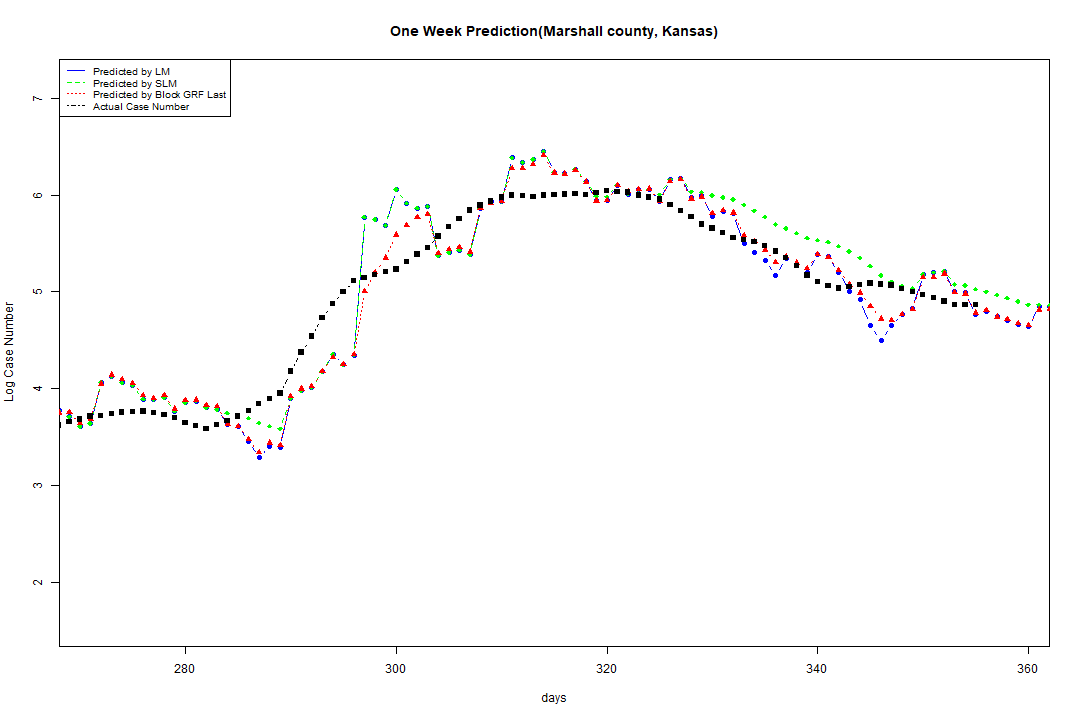 One Week Prediction(Marshall county, Kansas)
Predicted by LM
Predicted by SLM
Predicted by Block GRF Last
Actual Case Number
7
6
5
4
3
2
Log Case Number
280
300
320
340
360
days